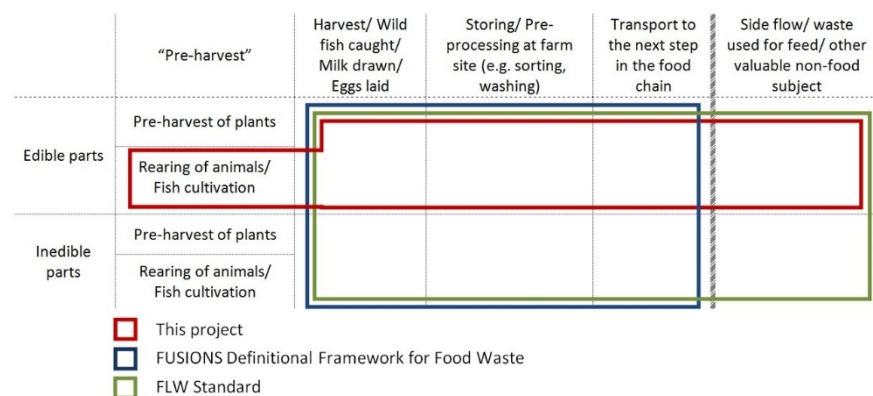 "Pre-harvest"
Harvest/ Wild
fish caught/
Milk drawn/
Eggs laid
Storing/ Pre-
processing at farm
site (e.g. sorting,
washing)
Transport to
the next step
in the food
chain
Side flow/ waste
used for feed/ other
valuable non-food
subject
Edible parts
Pre-harvest of plants
Rearing of animals/
Fish cultivation
Inedible
parts
Pre-harvest of plants
Rearing of animals/
Fish cultivation
This project
FUSIONS Definitional Framework for Food Waste
FLW Standard